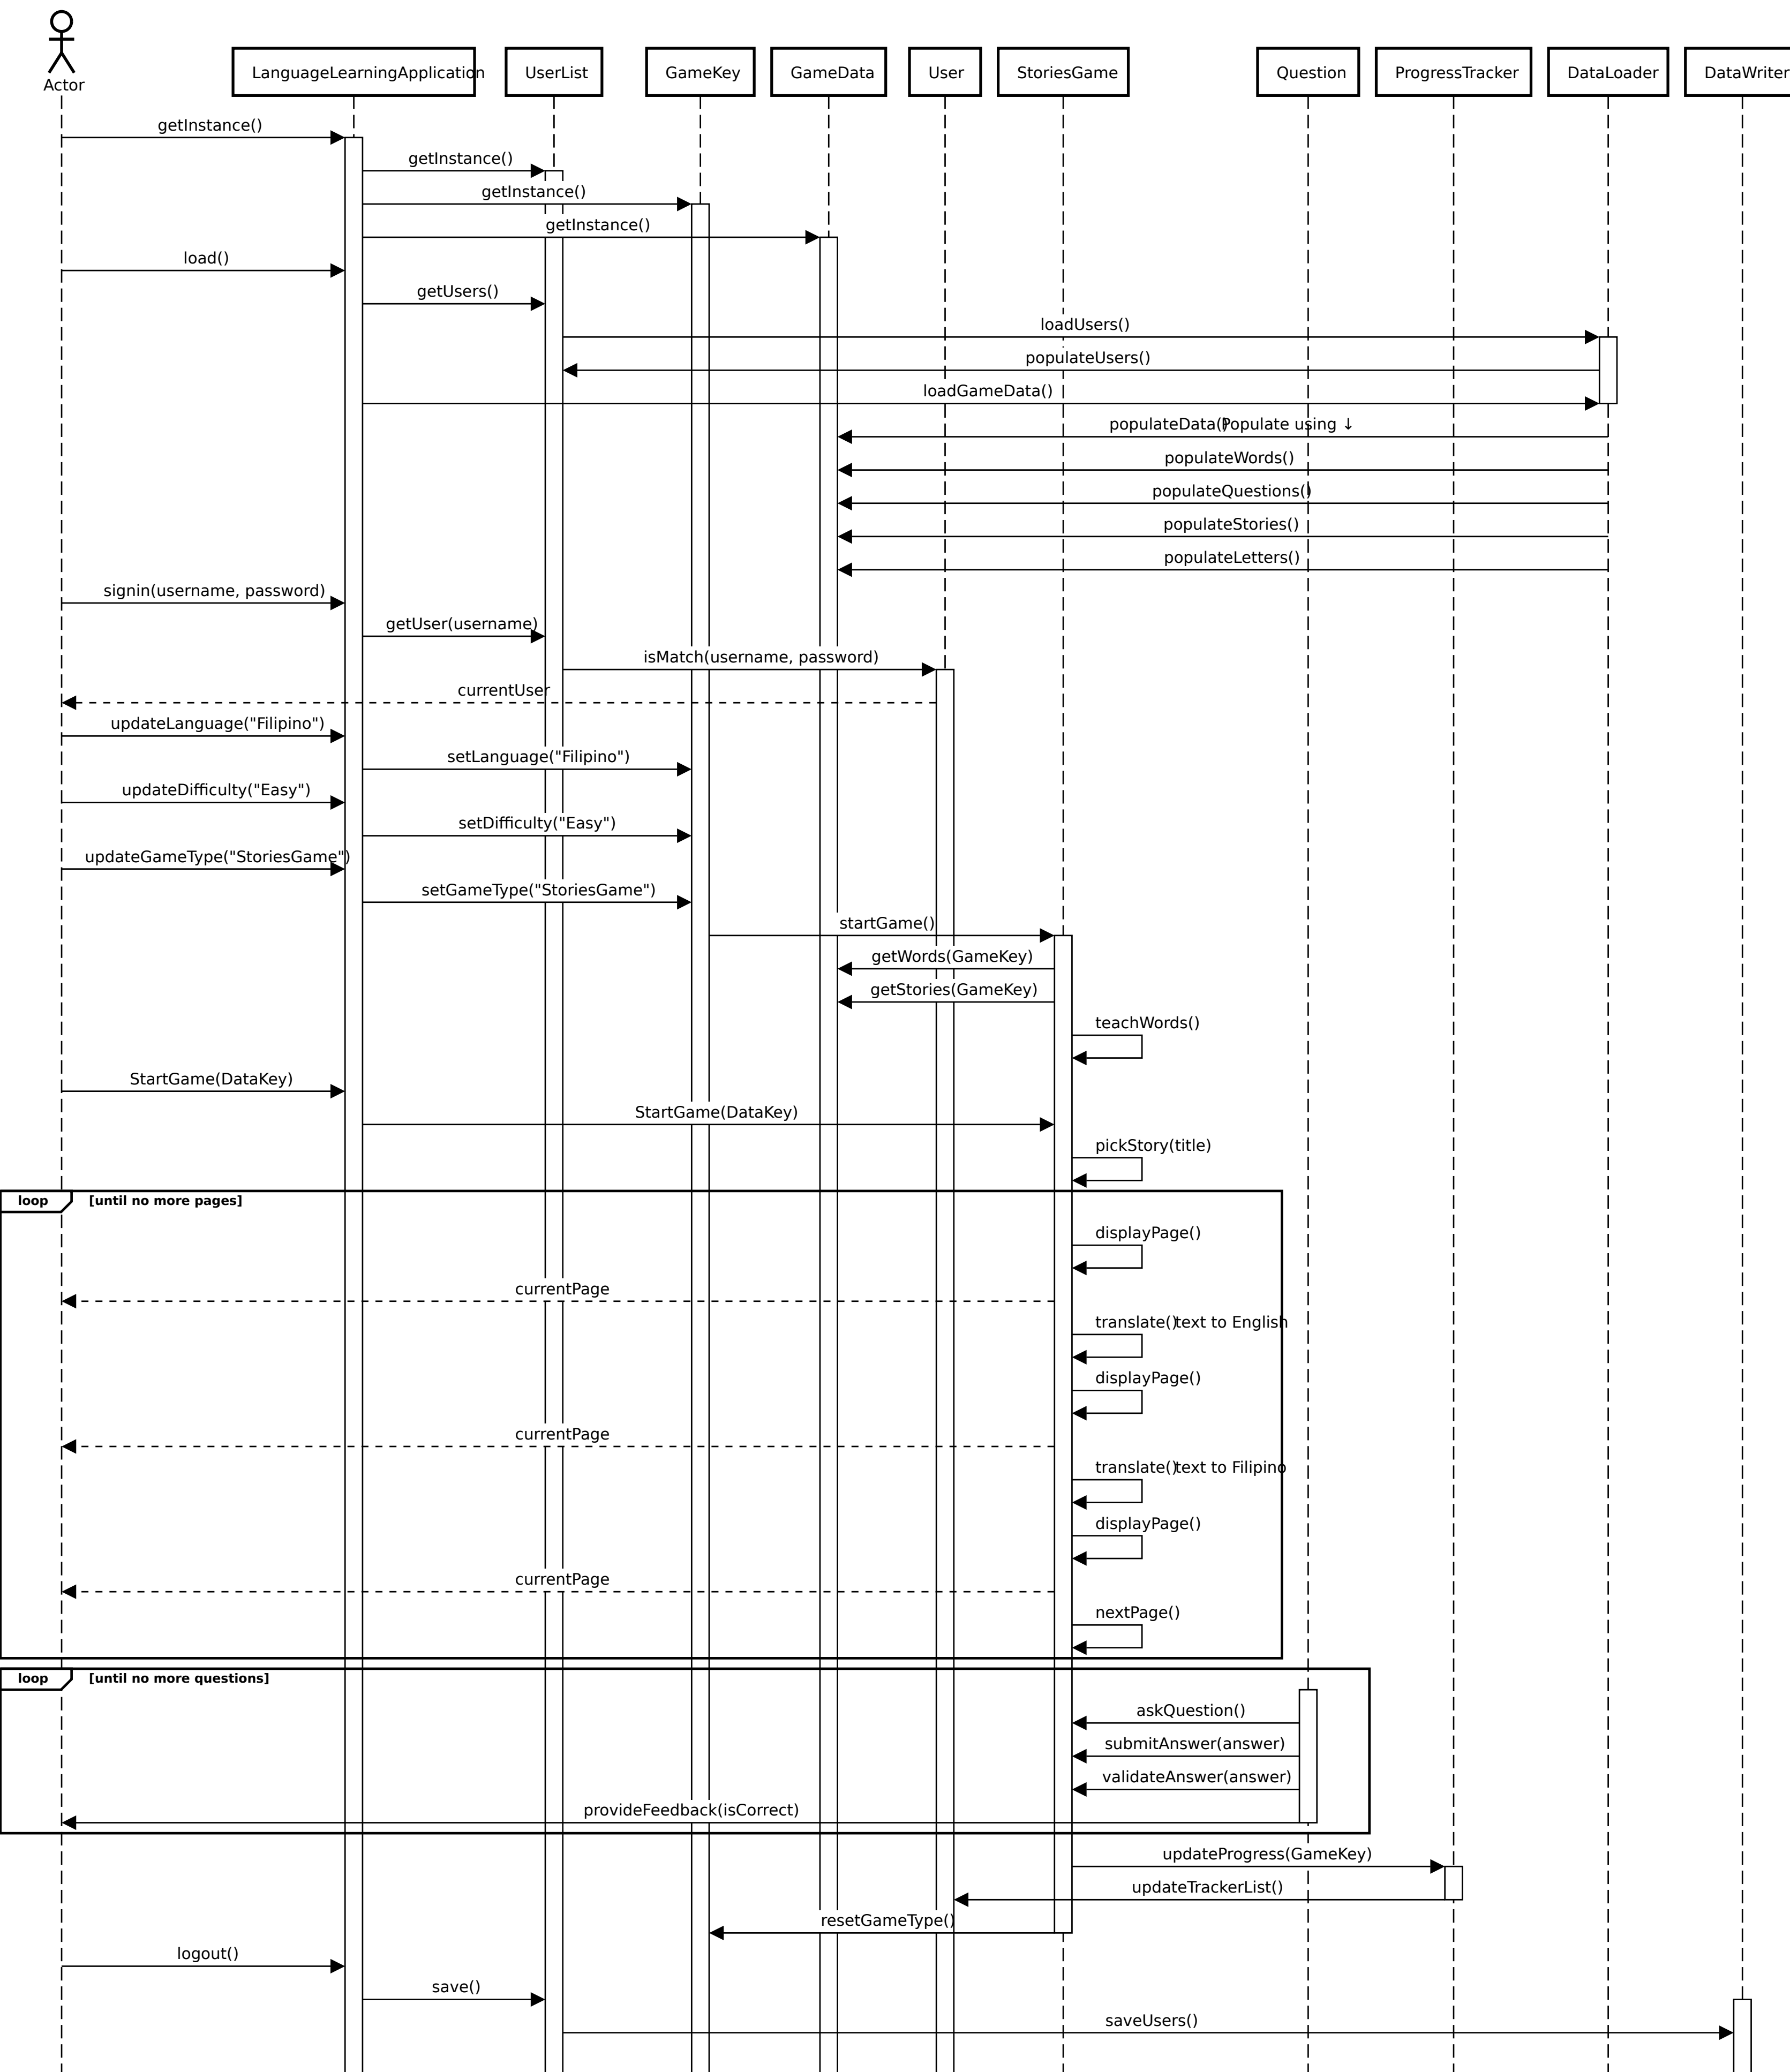 Actor
LanguageLearningApplication
UserList
GameKey
GameData
User
StoriesGame
Question
ProgressTracker
DataLoader
DataWriter
getInstance()
getInstance()
getInstance()
getInstance()
load()
getUsers()
loadUsers()
populateUsers()
loadGameData()
populateData() Populate using ↓
populateWords()
populateQuestions()
populateStories()
populateLetters()
signin(username, password)
getUser(username)
isMatch(username, password)
currentUser
updateLanguage("Filipino")
setLanguage("Filipino")
updateDifficulty("Easy")
setDifficulty("Easy")
updateGameType("StoriesGame")
setGameType("StoriesGame")
startGame()
getWords(GameKey)
getStories(GameKey)
teachWords()
StartGame(DataKey)
StartGame(DataKey)
pickStory(title)
loop [until no more pages]
displayPage()
currentPage
translate() text to English
displayPage()
currentPage
translate() text to Filipino
displayPage()
currentPage
nextPage()
loop [until no more questions]
askQuestion()
submitAnswer(answer)
validateAnswer(answer)
provideFeedback(isCorrect)
updateProgress(GameKey)
updateTrackerList()
resetGameType()
logout()
save()
saveUsers()